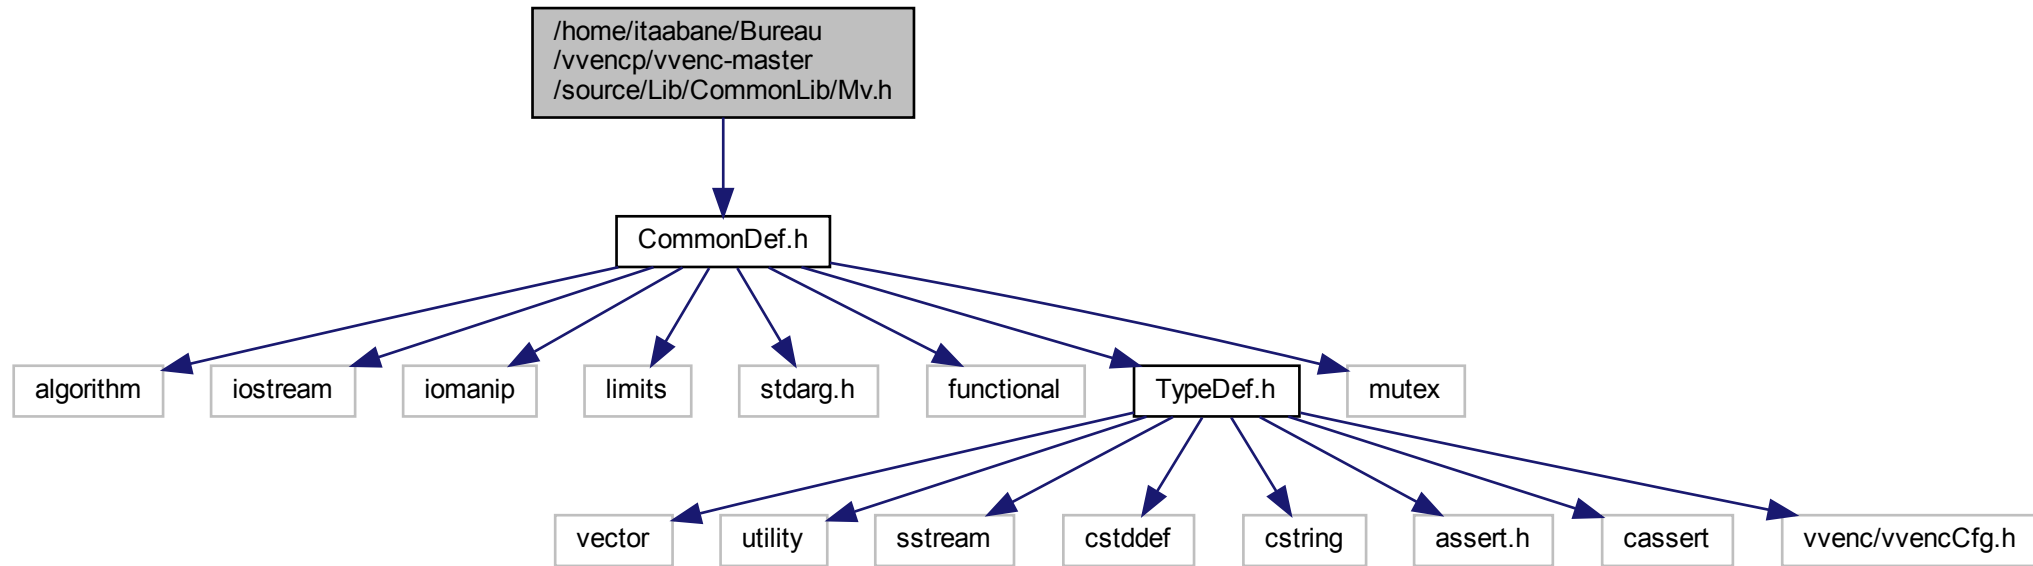 /home/itaabane/Bureau
/vvencp/vvenc-master
/source/Lib/CommonLib/Mv.h
CommonDef.h
algorithm
iostream
iomanip
limits
stdarg.h
functional
TypeDef.h
mutex
vector
utility
sstream
cstddef
cstring
assert.h
cassert
vvenc/vvencCfg.h